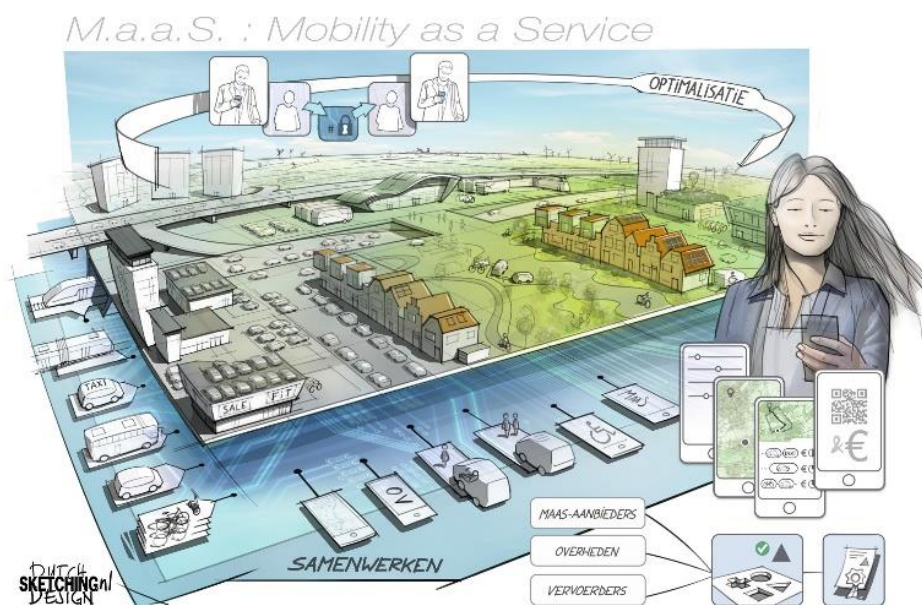 M.a.a.S. : Mobility as a Service
OPTIMALISATIE
#
TAXI
SALE
FIT
OV
MAAS
& €
€
€
€
SAMENWERKEN
MAAS-AANBIEDERS
OVERHEDEN
VERVOERDERS
DUTCH
SKETCHING nl
DESIGN